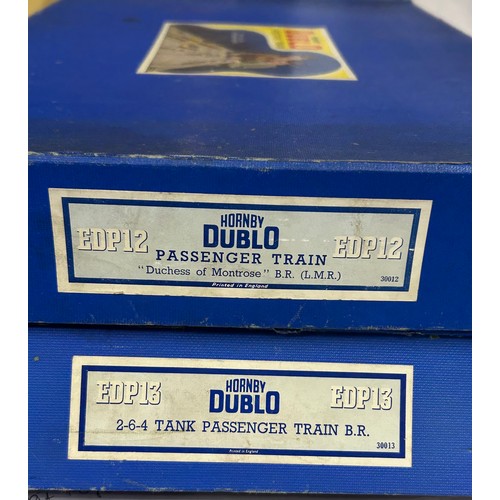 EDP12 HORNBY DUBLO EDP12
PASSENGER TRAIN
"Duchess of Montrose" B.R. (L.M.R.)
30012
Printed in England
EDP13 HORNBY DUBLO EDP13
2-6-4 TANK PASSENGER TRAIN B.R.
30013
Printed in England